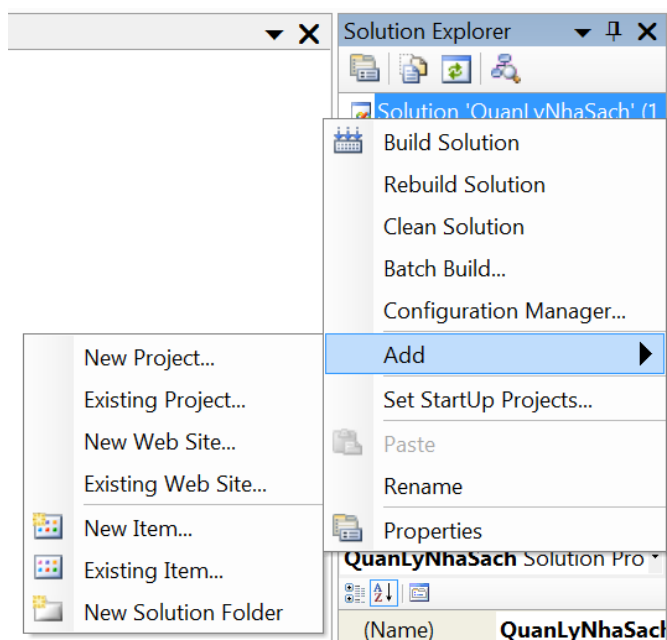 Solution Explorer
Solution 'QuanLyNhaSach' (1
Build Solution
Rebuild Solution
Clean Solution
Batch Build...
Configuration Manager...
Add
Set StartUp Projects...
Paste
Rename
Properties
New Project...
Existing Project...
New Web Site...
Existing Web Site...
New Item...
Existing Item...
New Solution Folder
QuanLyNhaSach Solution Pro
(Name) QuanLyNhaSach